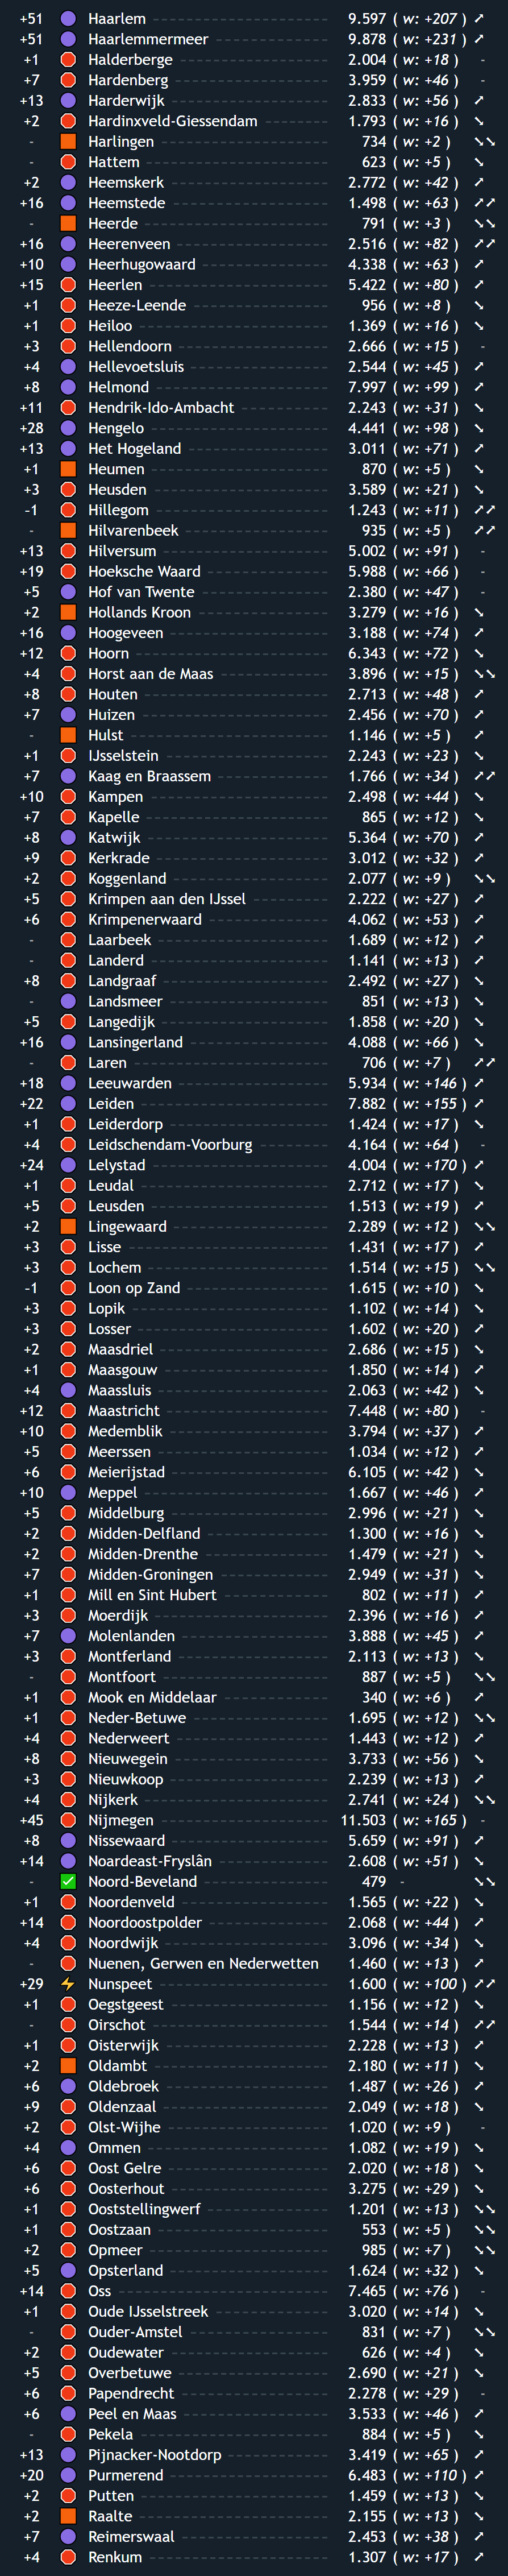 +51 Haarlem 9.597 ( w: +207 ) ➚
+51 Haarlemmermeer 9.878 ( w: +231 ) ➚
+1 Halderberge 2.004 ( w: +18 ) -
+7 Hardenberg 3.959 ( w: +46 ) -
+13 Harderwijk 2.833 ( w: +56 ) ➚
+2 Hardinxveld-Giessendam 1.793 ( w: +16 ) ➘
- Harlingen 734 ( w: +2 ) ➘➘
- Hattem 623 ( w: +5 ) ➘
+2 Heemskerk 2.772 ( w: +42 ) ➚
+16 Heemstede 1.498 ( w: +63 ) ➚➚
- Heerde 791 ( w: +3 ) ➘➘
+16 Heerenveen 2.516 ( w: +82 ) ➚➚
+10 Heerhugowaard 4.338 ( w: +63 ) ➚
+15 Heerlen 5.422 ( w: +80 ) ➚
+1 Heeze-Leende 956 ( w: +8 ) ➘
+1 Heiloo 1.369 ( w: +16 ) ➘
+3 Hellendoorn 2.666 ( w: +15 ) -
+4 Hellevoetsluis 2.544 ( w: +45 ) ➚
+8 Helmond 7.997 ( w: +99 ) ➚
+11 Hendrik-Ido-Ambacht 2.243 ( w: +31 ) ➘
+28 Hengelo 4.441 ( w: +98 ) ➘
+13 Het Hogeland 3.011 ( w: +71 ) ➚
+1 Heumen 870 ( w: +5 ) ➘
+3 Heusden 3.589 ( w: +21 ) ➘
-1 Hillegom 1.243 ( w: +11 ) ➚➚
- Hilvarenbeek 935 ( w: +5 ) ➚➚
+13 Hilversum 5.002 ( w: +91 ) -
+19 Hoeksche Waard 5.988 ( w: +66 ) -
+5 Hof van Twente 2.380 ( w: +47 ) -
+2 Hollands Kroon 3.279 ( w: +16 ) ➘
+16 Hoogeveen 3.188 ( w: +74 ) ➚
+12 Hoorn 6.343 ( w: +72 ) ➘
+4 Horst aan de Maas 3.896 ( w: +15 ) ➘➘
+8 Houten 2.713 ( w: +48 ) ➚
+7 Huizen 2.456 ( w: +70 ) ➚
- Hulst 1.146 ( w: +5 ) ➚
+1 IJsselstein 2.243 ( w: +23 ) ➘
+7 Kaag en Braassem 1.766 ( w: +34 ) ➚➚
+10 Kampen 2.498 ( w: +44 ) ➘
+7 Kapelle 865 ( w: +12 ) ➘
+8 Katwijk 5.364 ( w: +70 ) ➚
+9 Kerkrade 3.012 ( w: +32 ) ➚
+2 Koggenland 2.077 ( w: +9 ) ➘➘
+5 Krimpen aan den IJssel 2.222 ( w: +27 ) ➚
+6 Krimpenerwaard 4.062 ( w: +53 ) ➚
- Laarbeek 1.689 ( w: +12 ) ➚
- Landerd 1.141 ( w: +13 ) ➚
+8 Landgraaf 2.492 ( w: +27 ) ➘
- Landsmeer 851 ( w: +13 ) ➘
+5 Langedijk 1.858 ( w: +20 ) ➘
+16 Lansingerland 4.088 ( w: +66 ) ➘
- Laren 706 ( w: +7 ) ➚➚
+18 Leeuwarden 5.934 ( w: +146 ) ➚
+22 Leiden 7.882 ( w: +155 ) ➚
+1 Leiderdorp 1.424 ( w: +17 ) ➘
+4 Leidschendam-Voorburg 4.164 ( w: +64 ) -
+24 Lelystad 4.004 ( w: +170 ) ➚
+1 Leudal 2.712 ( w: +17 ) ➘
+5 Leusden 1.513 ( w: +19 ) ➚
+2 Lingewaard 2.289 ( w: +12 ) ➘➘
+3 Lisse 1.431 ( w: +17 ) ➚
+3 Lochem 1.514 ( w: +15 ) ➘➘
-1 Loon op Zand 1.615 ( w: +10 ) ➘
+3 Lopik 1.102 ( w: +14 ) ➘
+3 Losser 1.602 ( w: +20 ) ➚
+2 Maasdriel 2.686 ( w: +15 ) ➘
+1 Maasgouw 1.850 ( w: +14 ) ➚
+4 Maassluis 2.063 ( w: +42 ) ➘
+12 Maastricht 7.448 ( w: +80 ) -
+10 Medemblik 3.794 ( w: +37 ) ➚
+5 Meerssen 1.034 ( w: +12 ) ➚
+6 Meierijstad 6.105 ( w: +42 ) ➘
+10 Meppel 1.667 ( w: +46 ) ➚
+5 Middelburg 2.996 ( w: +21 ) ➘
+2 Midden-Delfland 1.300 ( w: +16 ) ➘
+2 Midden-Drenthe 1.479 ( w: +21 ) ➘
+7 Midden-Groningen 2.949 ( w: +31 ) ➘
+1 Mill en Sint Hubert 802 ( w: +11 ) ➚
+3 Moerdijk 2.396 ( w: +16 ) ➚
+7 Molenlanden 3.888 ( w: +45 ) ➚
+3 Montferland 2.113 ( w: +13 ) ➘
- Montfoort 887 ( w: +5 ) ➘➘
+1 Mook en Middelaar 340 ( w: +6 ) ➚
+1 Neder-Betuwe 1.695 ( w: +12 ) ➘➘
+4 Nederweert 1.443 ( w: +12 ) ➚
+8 Nieuwegein 3.733 ( w: +56 ) ➘
+3 Nieuwkoop 2.239 ( w: +13 ) ➚
+4 Nijkerk 2.741 ( w: +24 ) ➘➘
+45 Nijmegen 11.503 ( w: +165 ) -
+8 Nissewaard 5.659 ( w: +91 ) ➚
+14 Noardeast-Fryslân 2.608 ( w: +51 ) ➘
- Noord-Beveland 479 - ➘➘
+1 Noordenveld 1.565 ( w: +22 ) ➘
+14 Noordoostpolder 2.068 ( w: +44 ) ➚
+4 Noordwijk 3.096 ( w: +34 ) ➘
- Nuenen, Gerwen en Nederwetten 1.460 ( w: +13 ) ➚
+29 Nunspeet 1.600 ( w: +100 ) ➚➚
+1 Oegstgeest 1.156 ( w: +12 ) ➘
- Oirschot 1.544 ( w: +14 ) ➚➚
+1 Oisterwijk 2.228 ( w: +13 ) ➚
+2 Oldambt 2.180 ( w: +11 ) ➘
+6 Oldebroek 1.487 ( w: +26 ) ➚
+9 Oldenzaal 2.049 ( w: +18 ) ➘
+2 Olst-Wijhe 1.020 ( w: +9 ) -
+4 Ommen 1.082 ( w: +19 ) ➘
+6 Oost Gelre 2.020 ( w: +18 ) ➘
+6 Oosterhout 3.275 ( w: +29 ) ➘
+1 Ooststellingwerf 1.201 ( w: +13 ) ➘➘
+1 Oostzaan 553 ( w: +5 ) ➘➘
+2 Opmeer 985 ( w: +7 ) ➘➘
+5 Opsterland 1.624 ( w: +32 ) ➘
+14 Oss 7.465 ( w: +76 ) -
+1 Oude IJsselstreek 3.020 ( w: +14 ) ➘
- Ouder-Amstel 831 ( w: +7 ) ➘➘
+2 Oudewater 626 ( w: +4 ) ➘
+5 Overbetuwe 2.690 ( w: +21 ) ➘
+6 Papendrecht 2.278 ( w: +29 ) -
+6 Peel en Maas 3.533 ( w: +46 ) ➚
- Pekela 884 ( w: +5 ) ➘
+13 Pijnacker-Nootdorp 3.419 ( w: +65 ) ➚
+20 Purmerend 6.483 ( w: +110 ) ➚
+2 Putten 1.459 ( w: +13 ) ➘
+2 Raalte 2.155 ( w: +13 ) ➘
+7 Reimerswaal 2.453 ( w: +38 ) ➚
+4 Renkum 1.307 ( w: +17 ) ➚